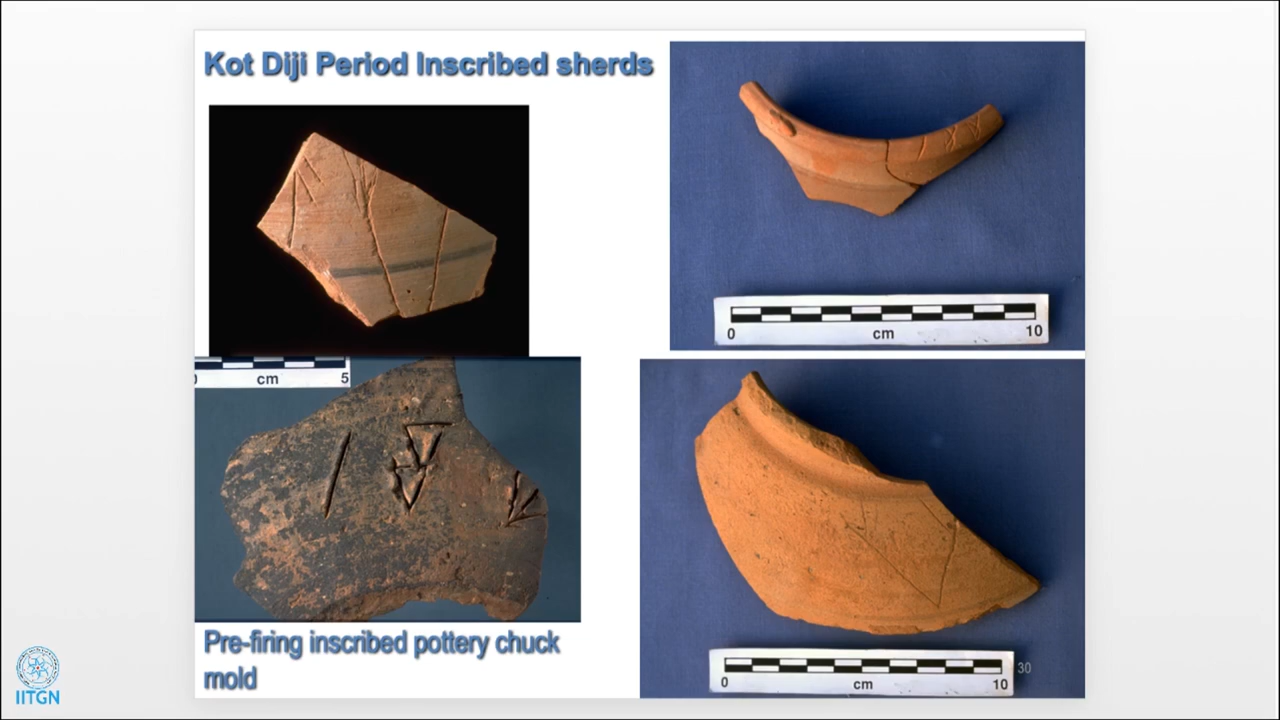 Kot Diji Period Inscribed sherds
0 cm 10
cm 5
Pre-firing inscribed pottery chuck
mold
0 cm 10
30
IITGN